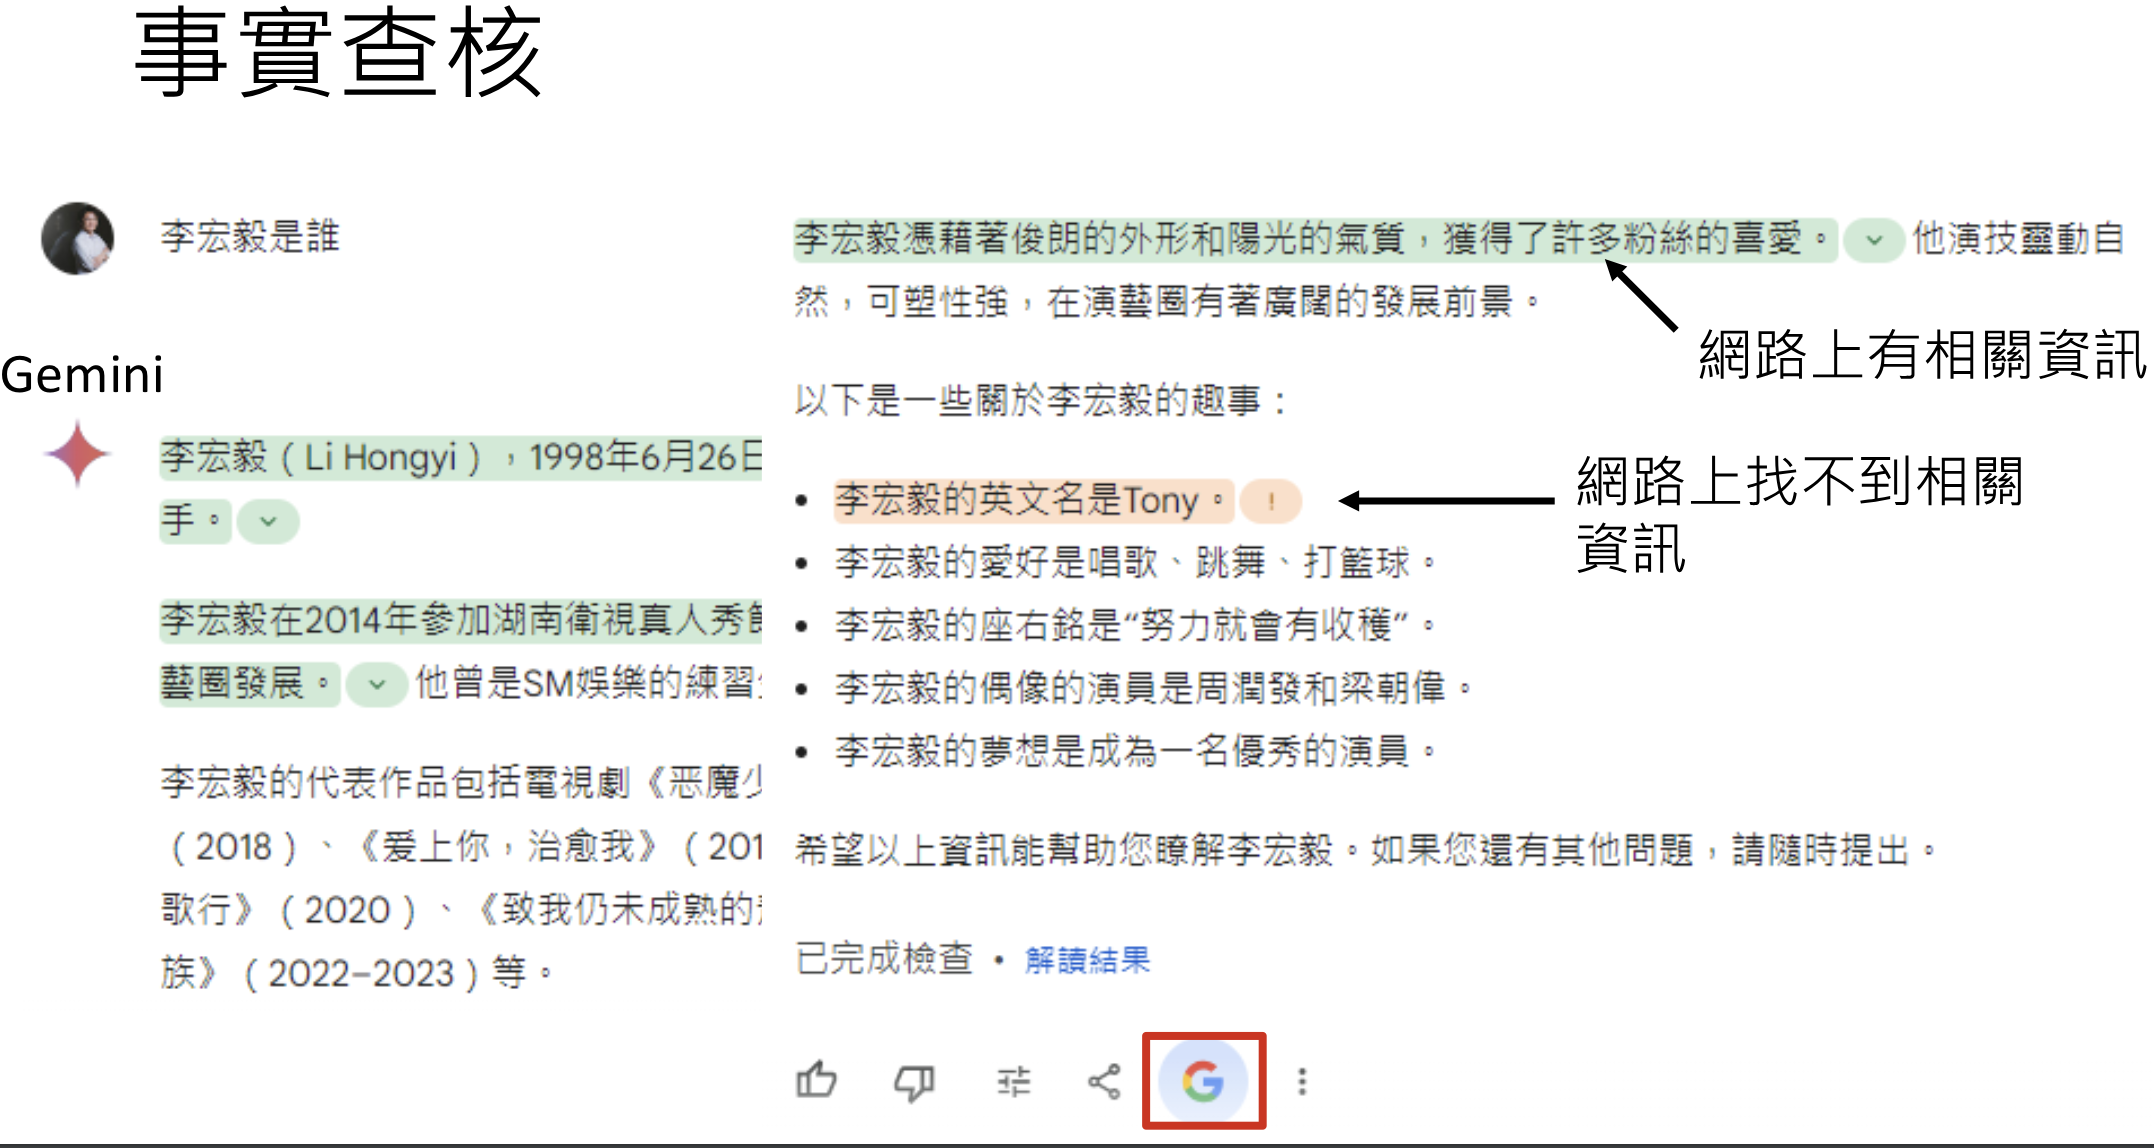 事實查核
李宏毅是誰
Gemini
李宏毅（Li Hongyi），1998年6月26日
手。
李宏毅在2014年參加湖南衛視真人秀節
藝圈發展。 他曾是SM娛樂的練習
李宏毅的代表作品包括電視劇《恶魔少
（2018）、《爱上你，治愈我》（201
歌行》（2020）、《致我仍未成熟的
族》（2022–2023）等。
李宏毅憑藉著俊朗的外形和陽光的氣質，獲得了許多粉絲的喜愛。 他演技靈動自
然，可塑性強，在演藝圈有著廣闊的發展前景。
網路上有相關資訊
以下是一些關於李宏毅的趣事：
• 李宏毅的英文名是Tony。 !
網路上找不到相關
資訊
• 李宏毅的愛好是唱歌、跳舞、打籃球。
• 李宏毅的座右銘是“努力就會有收穫”。
• 李宏毅的偶像的演員是周潤發和梁朝偉。
• 李宏毅的夢想是成為一名優秀的演員。
希望以上資訊能幫助您瞭解李宏毅。如果您還有其他問題，請隨時提出。
已完成檢查 • 解讀結果
G